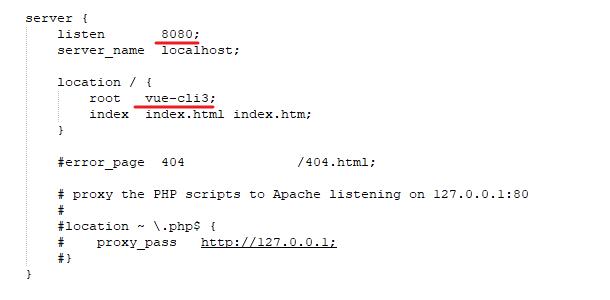 server {
    listen       8080;
    server_name  localhost;
    location / {
        root   vue-cli3;
        index  index.html index.htm;
    }
    #error_page  404              /404.html;
    # proxy the PHP scripts to Apache listening on 127.0.0.1:80
    #
    #location ~ \.php$ {
    #    proxy_pass   http://127.0.0.1;
    #}
}